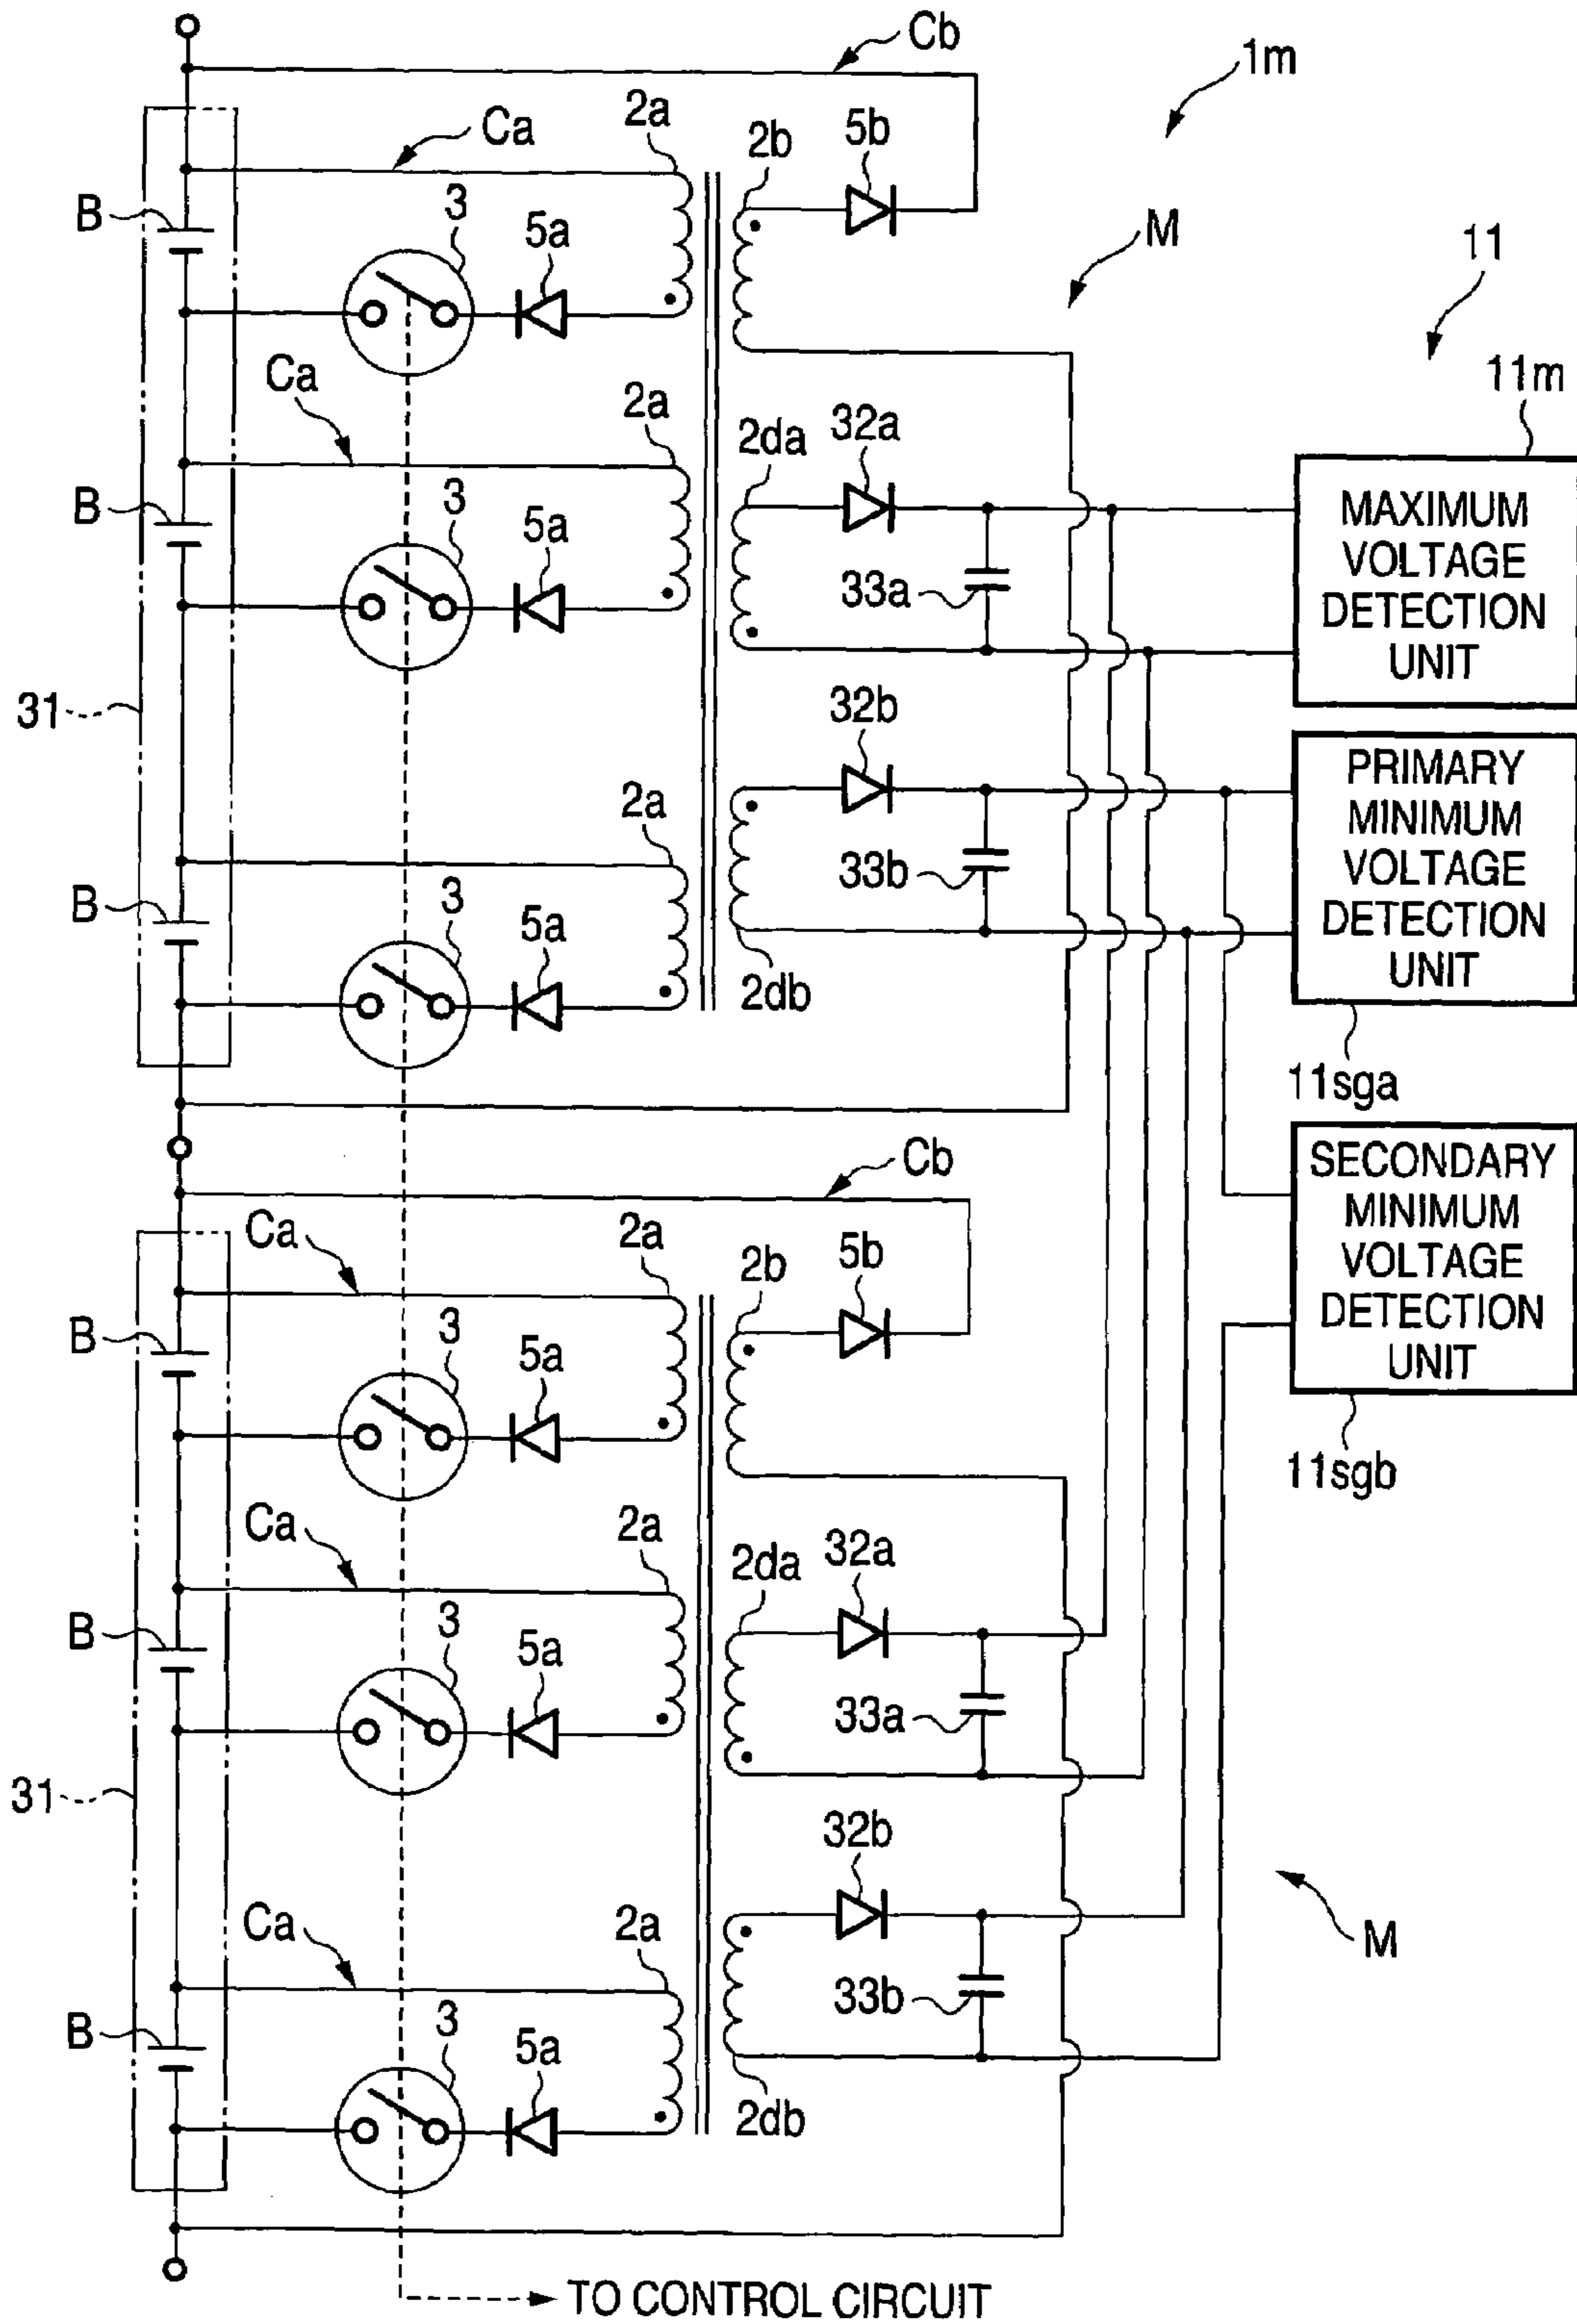 Cb
1m
Ca
2a
2b
5b
B
3
5a
M
11
11m
Ca
2a
2da
32a
B
3
5a
33a
MAXIMUM
VOLTAGE
DETECTION
UNIT
31
32b
2a
33b
PRIMARY
MINIMUM
VOLTAGE
DETECTION
UNIT
B
3
5a
2db
11sga
Cb
Ca
2a
2b
5b
B
3
5a
SECONDARY
MINIMUM
VOLTAGE
DETECTION
UNIT
11sgb
Ca
2a
2da
32a
B
3
5a
33a
31
32b
Ca
2a
M
33b
B
3
5a
2db
TO CONTROL CIRCUIT